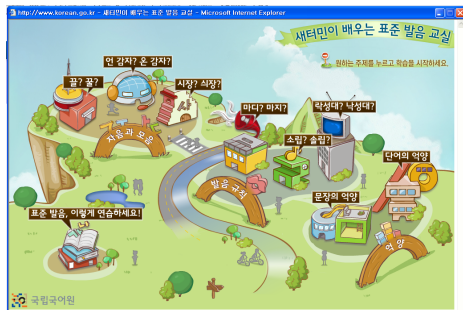 http://www.korean.go.kr - 새터민이 배우는 표준 발음 교실 - Microsoft Internet Explorer
새터민이 배우는 표준 발음 교실
원하는 주제를 누르고 학습을 시작하세요.
언 감자? 온 감자?
끌? 꿀?
시장? 싀장?
자음과 모음
마디? 마지?
락성대? 낙성대?
소립? 솔립?
발음 규칙
단어의 억양
문장의 억양
억양
표준 발음, 이렇게 연습하세요!
국립국어원